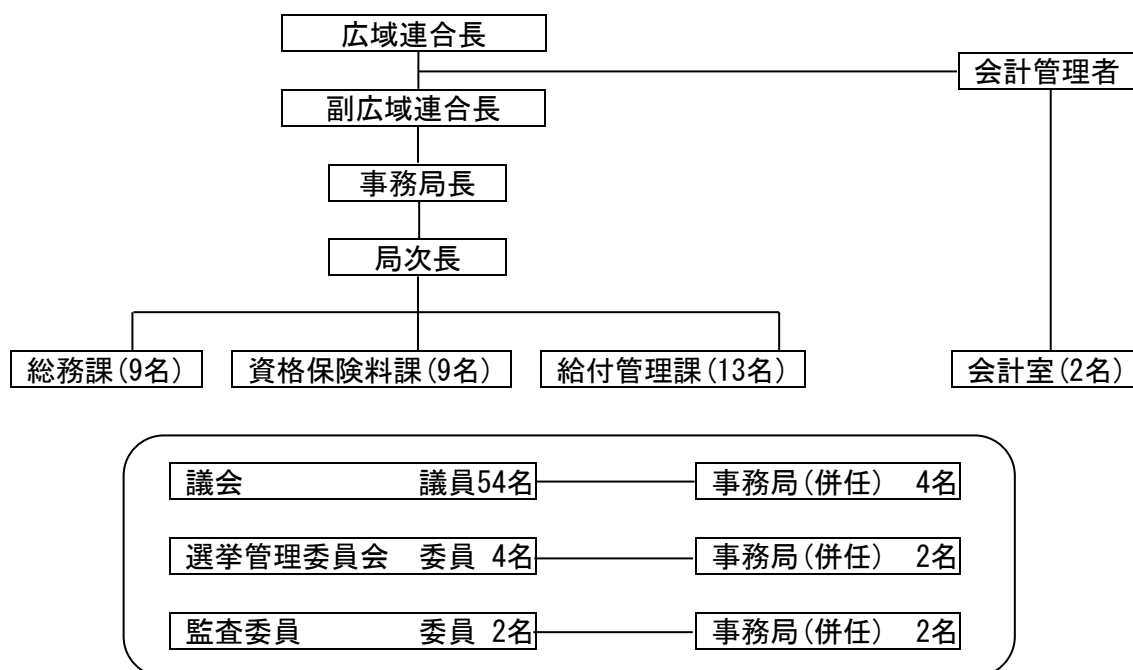 広域連合長
会計管理者
副広域連合長
事務局長
局次長
総務課(9名)
資格保険料課(9名)
給付管理課(13名)
会計室(2名)
議会 議員54名
事務局(併任) 4名
選挙管理委員会 委員 4名
事務局(併任) 2名
監査委員 委員 2名
事務局(併任) 2名